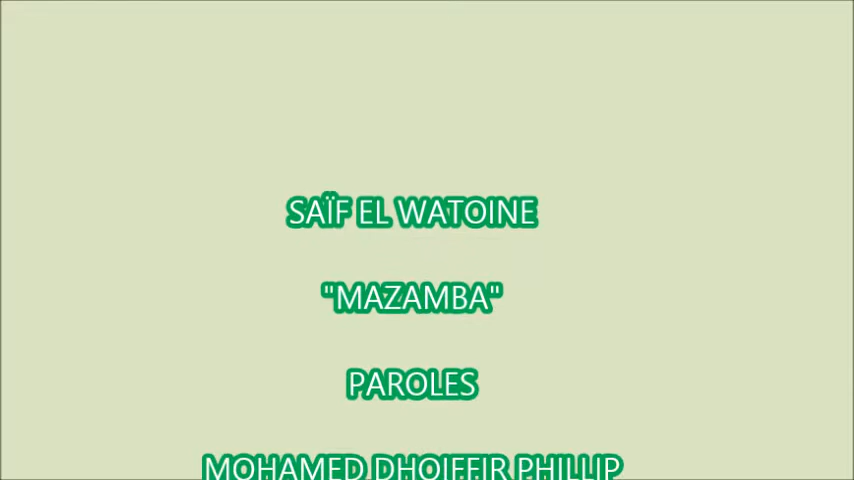 SAÏF EL WATOINE
"MAZAMBA"
PAROLES
MOHAMED DHOIFFIR PHILLIP